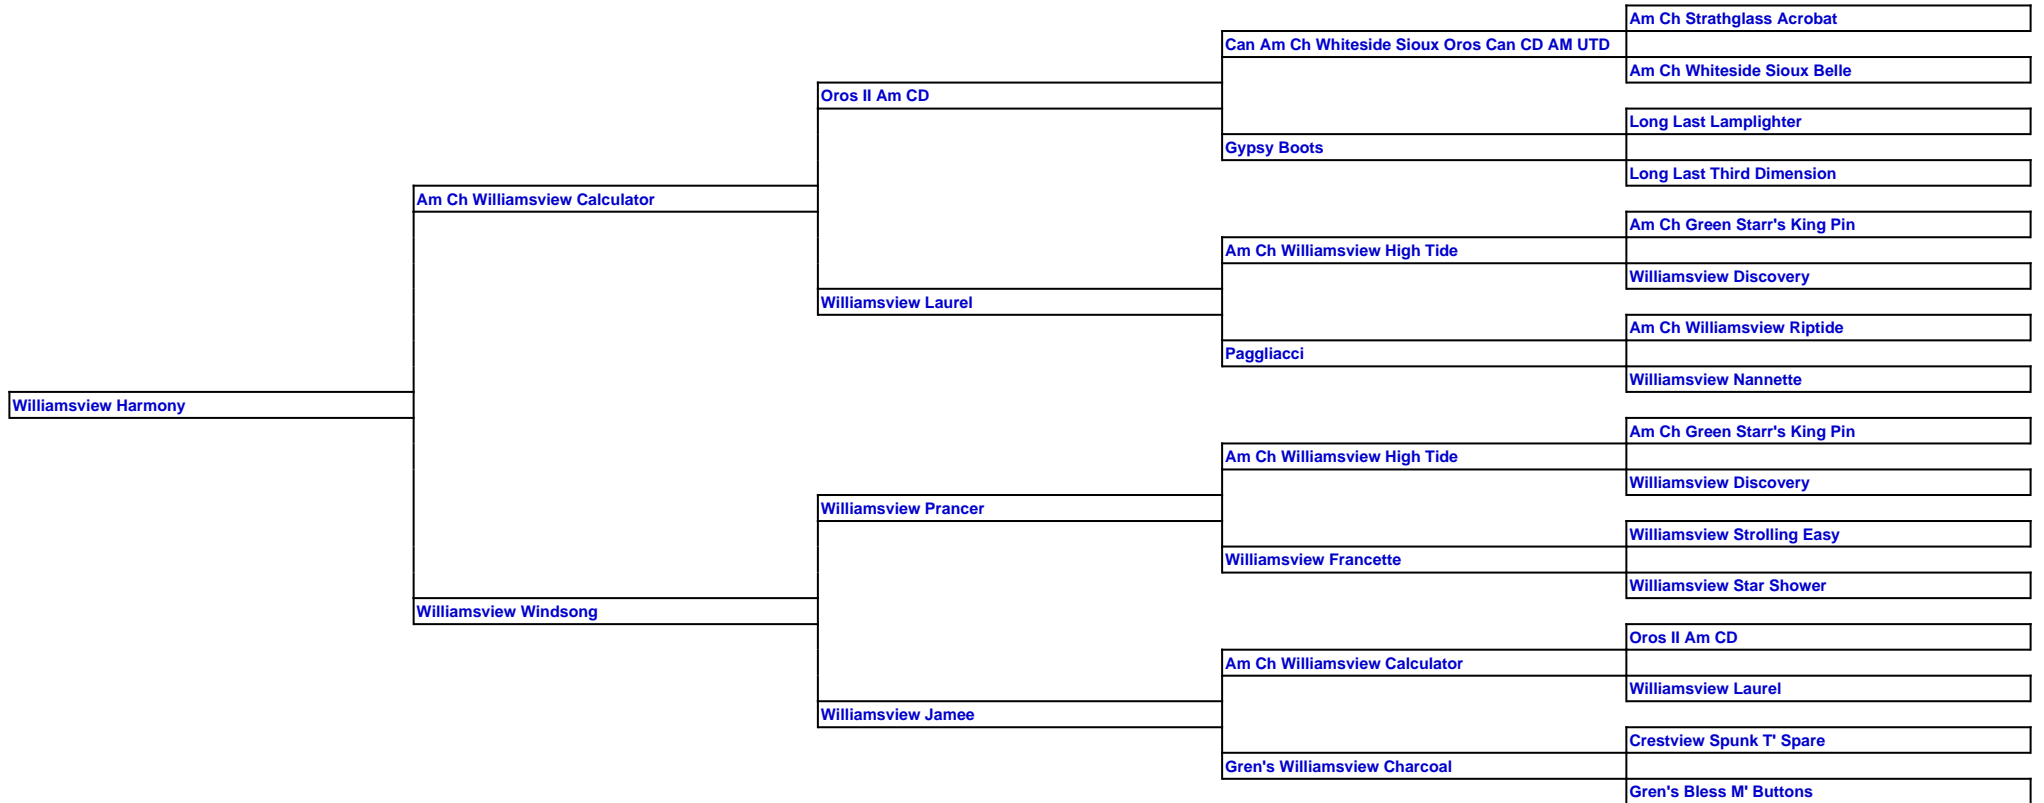 Am Ch Strathglass Acrobat
Can Am Ch Whiteside Sioux Oros Can CD AM UTD
Am Ch Whiteside Sioux Belle
Oros II Am CD
Long Last Lamplighter
Gypsy Boots
Long Last Third Dimension
Am Ch Williamsview Calculator
Am Ch Green Starr's King Pin
Am Ch Williamsview High Tide
Williamsview Discovery
Williamsview Laurel
Am Ch Williamsview Riptide
Paggliacci
Williamsview Nannette
Williamsview Harmony
Am Ch Green Starr's King Pin
Am Ch Williamsview High Tide
Williamsview Discovery
Williamsview Prancer
Williamsview Strolling Easy
Williamsview Francette
Williamsview Star Shower
Williamsview Windsong
Oros II Am CD
Am Ch Williamsview Calculator
Williamsview Laurel
Williamsview Jamee
Crestview Spunk T' Spare
Gren's Williamsview Charcoal
Gren's Bless M' Buttons